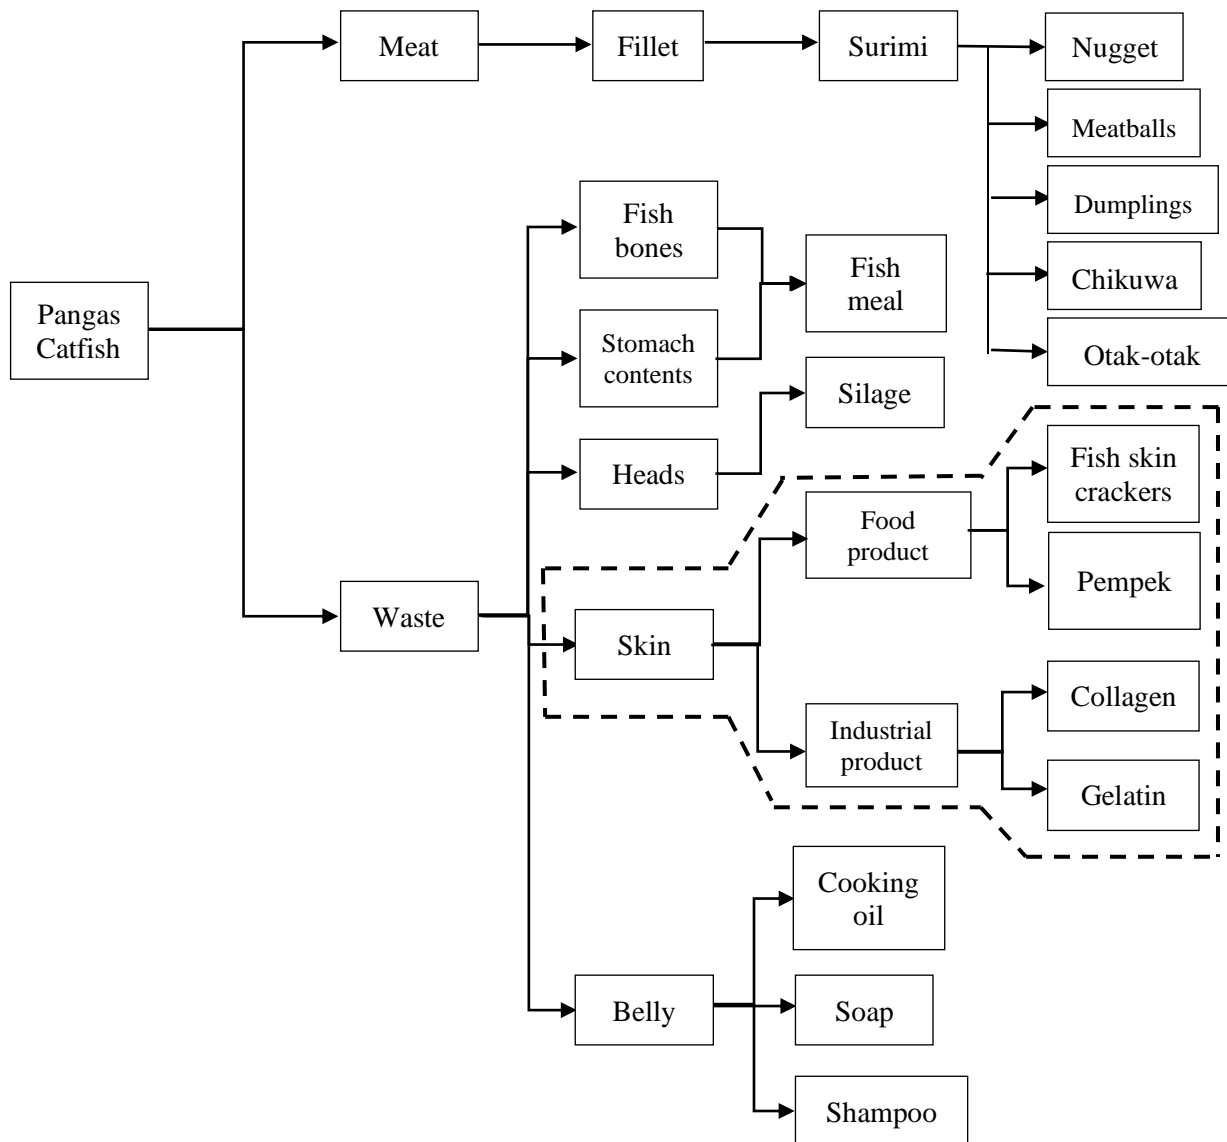 Meat
Fillet
Surimi
Nugget
Meatballs
Dumplings
Chikuwa
Otak-otak
Pangas
Catfish
Fish
bones
Stomach
contents
Fish
meal
Heads
Silage
Waste
Skin
Food
product
Fish skin
crackers
Pempek
Industrial
product
Collagen
Gelatin
Belly
Cooking
oil
Soap
Shampoo